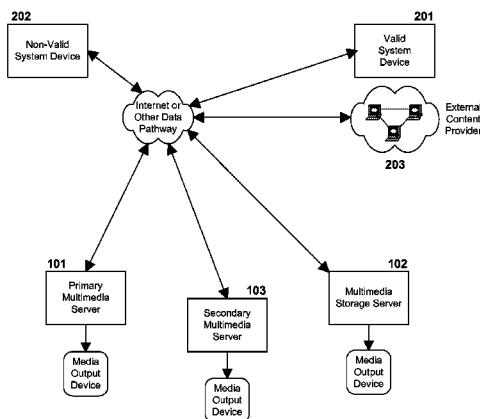 202
Non-Valid
System Device
201
Valid
System
Device
Internet or
Other Data
Pathway
External
Content
Provider
203
101
Primary
Multimedia
Server
103
Secondary
Multimedia
Server
102
Multimedia
Storage Server
Media
Output
Device
Media
Output
Device
Media
Output
Device